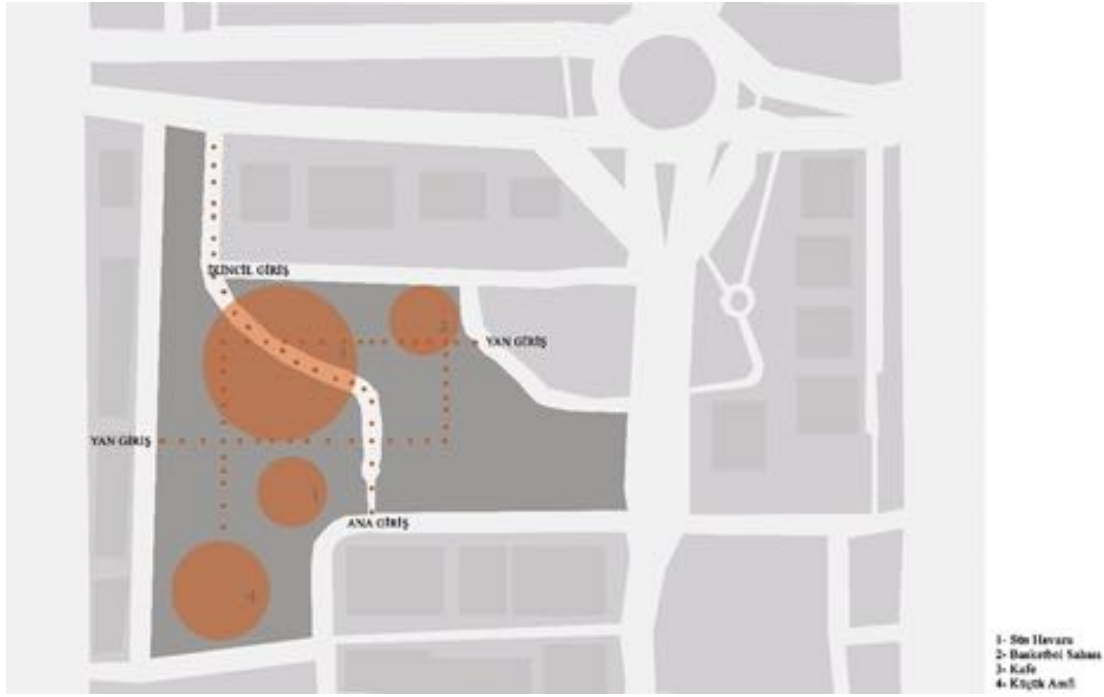 İKİNCİL GİRİŞ
YAN GİRİŞ
YAN GİRİŞ
ANA GİRİŞ
1- Süs Havuzu
2- Basketbol Sahası
3- Kafe
4- Küçük Amfi